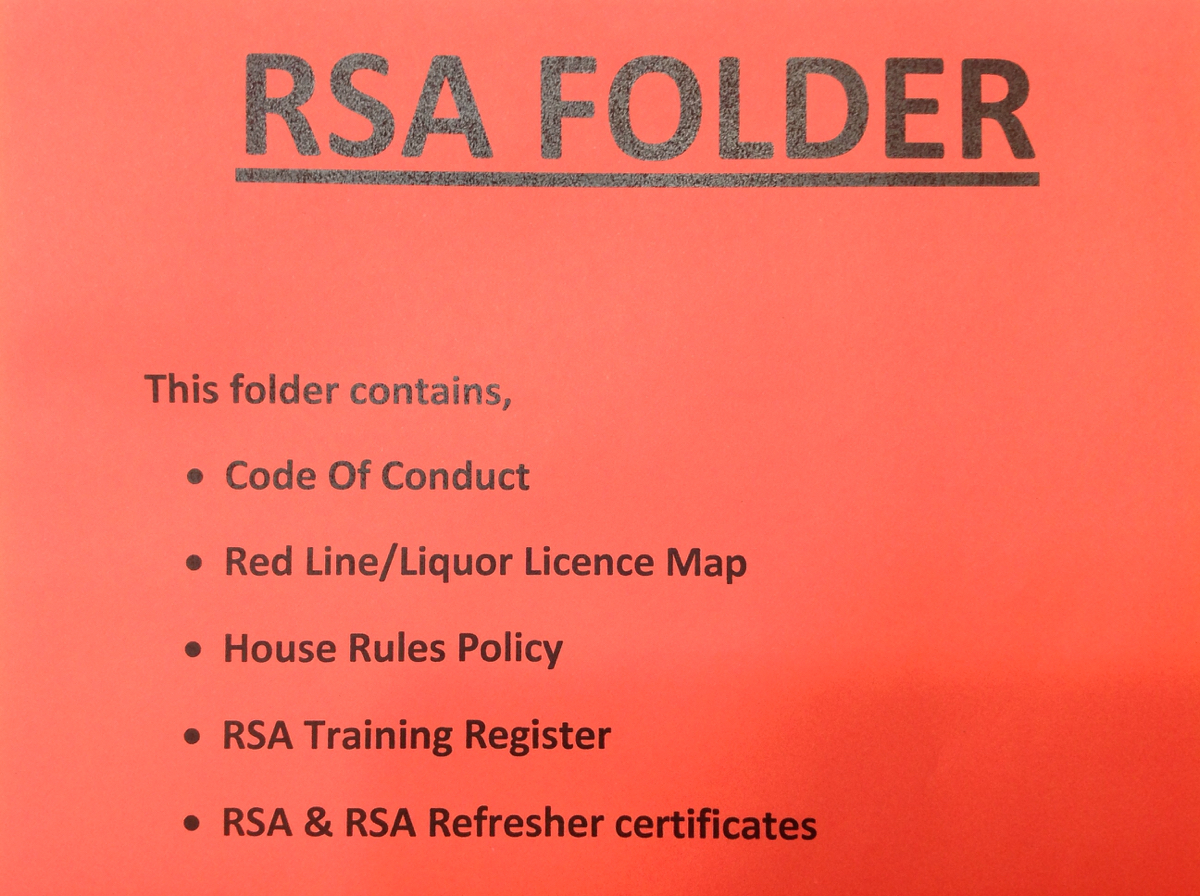 RSA FOLDER
This folder contains,
• Code Of Conduct
• Red Line/Liquor Licence Map
• House Rules Policy
• RSA Training Register
• RSA & RSA Refresher certificates